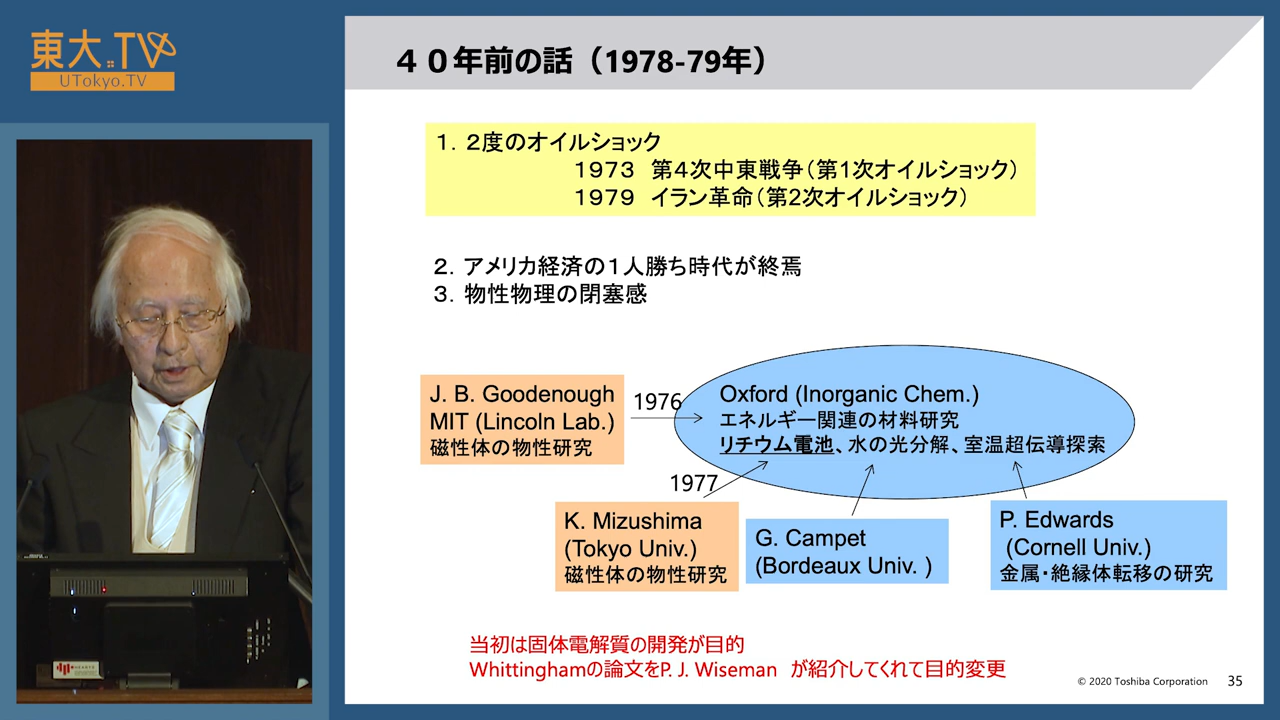 東大.TV
UTokyo.TV
４０年前の話（1978-79年）
１．２度のオイルショック
１９７３　第４次中東戦争（第１次オイルショック）
１９７９　イラン革命（第２次オイルショック）
２．アメリカ経済の１人勝ち時代が終焉
３．物性物理の閉塞感
J. B. Goodenough
MIT (Lincoln Lab.)
磁性体の物性研究
1976
Oxford (Inorganic Chem.)
エネルギー関連の材料研究
リチウム電池、水の光分解、室温超伝導探索
1977
K. Mizushima
(Tokyo Univ.)
磁性体の物性研究
G. Campet
(Bordeaux Univ. )
P. Edwards
(Cornell Univ.)
金属・絶縁体転移の研究
当初は固体電解質の開発が目的
Whittinghamの論文をP. J. Wiseman　が紹介してくれて目的変更
© 2020 Toshiba Corporation
35